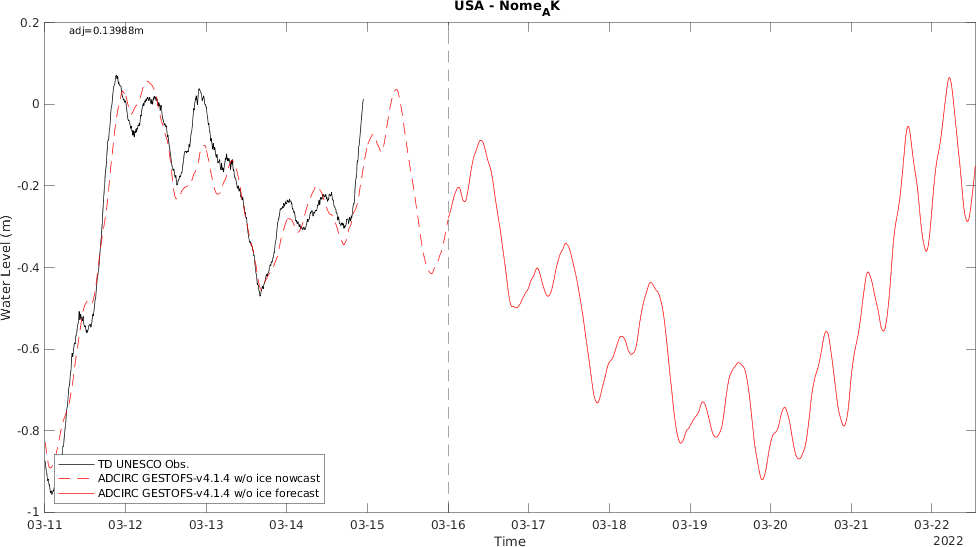 USA - Nome_AK
adj=0.13988m
0.2
0
-0.2
-0.4
-0.6
-0.8
-1
Water Level (m)
TD UNESCO Obs.
ADCIRC GESTOFS-v4.1.4 w/o ice nowcast
ADCIRC GESTOFS-v4.1.4 w/o ice forecast
03-11 03-12 03-13 03-14 03-15 03-16 03-17 03-18 03-19 03-20 03-21 03-22
Time
2022